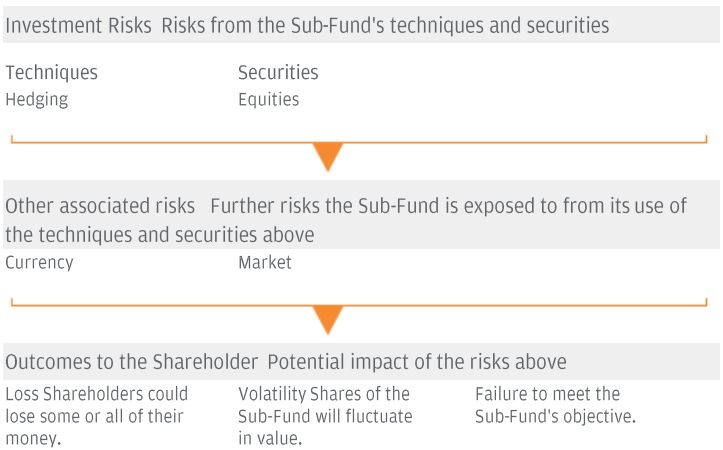 Investment Risks Risks from the Sub-Fund's techniques and securities
Techniques
Hedging
Securities
Equities
Other associated risks Further risks the Sub-Fund is exposed to from its use of
the techniques and securities above
Currency
Market
Outcomes to the Shareholder Potential impact of the risks above
Loss Shareholders could
lose some or all of their
money.
Volatility Shares of the
Sub-Fund will fluctuate
in value.
Failure to meet the
Sub-Fund's objective.